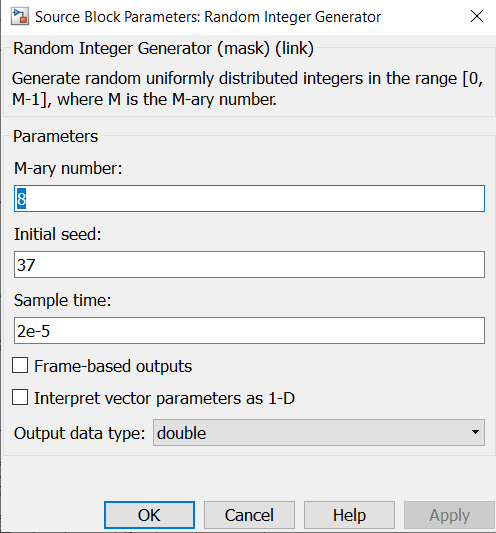 Source Block Parameters: Random Integer Generator
Random Integer Generator (mask) (link)
Generate random uniformly distributed integers in the range [0,
M-1], where M is the M-ary number.
Parameters
M-ary number:
8
Initial seed:
37
Sample time:
2e-5
Frame-based outputs
Interpret vector parameters as 1-D
Output data type: double
OK Cancel Help Apply